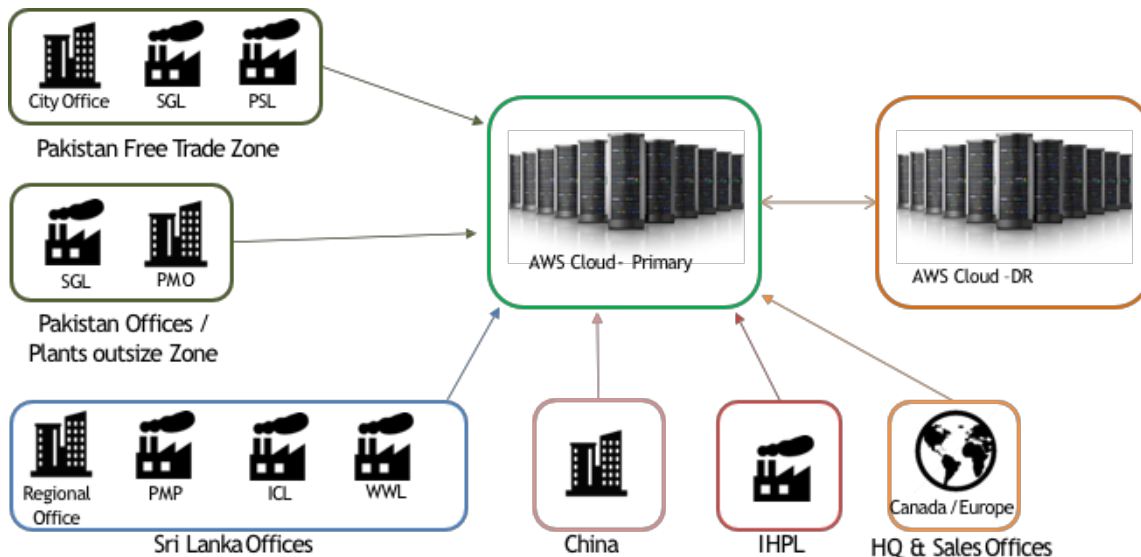 City Office
SGL
PSL
Pakistan Free Trade Zone
SGL
PMO
Pakistan Offices /
Plants outsize Zone
AWS Cloud- Primary
AWS Cloud -DR
Regional
Office
PMP
ICL
WWL
Sri Lanka Offices
China
IHPL
Canada / Europe
HQ & Sales Offices